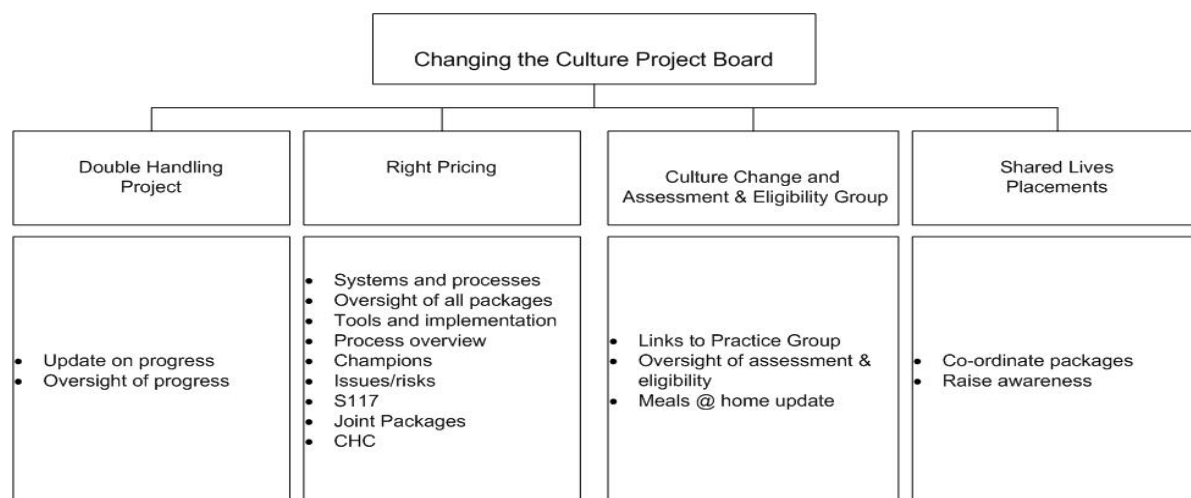 Changing the Culture Project Board
Double Handling
Project
Right Pricing
Culture Change and
Assessment & Eligibility Group
Shared Lives
Placements
• Update on progress
• Oversight of progress
• Systems and processes
• Oversight of all packages
• Tools and implementation
• Process overview
• Champions
• Issues/risks
• S117
• Joint Packages
• CHC
• Links to Practice Group
• Oversight of assessment &
eligibility
• Meals @ home update
• Co-ordinate packages
• Raise awareness